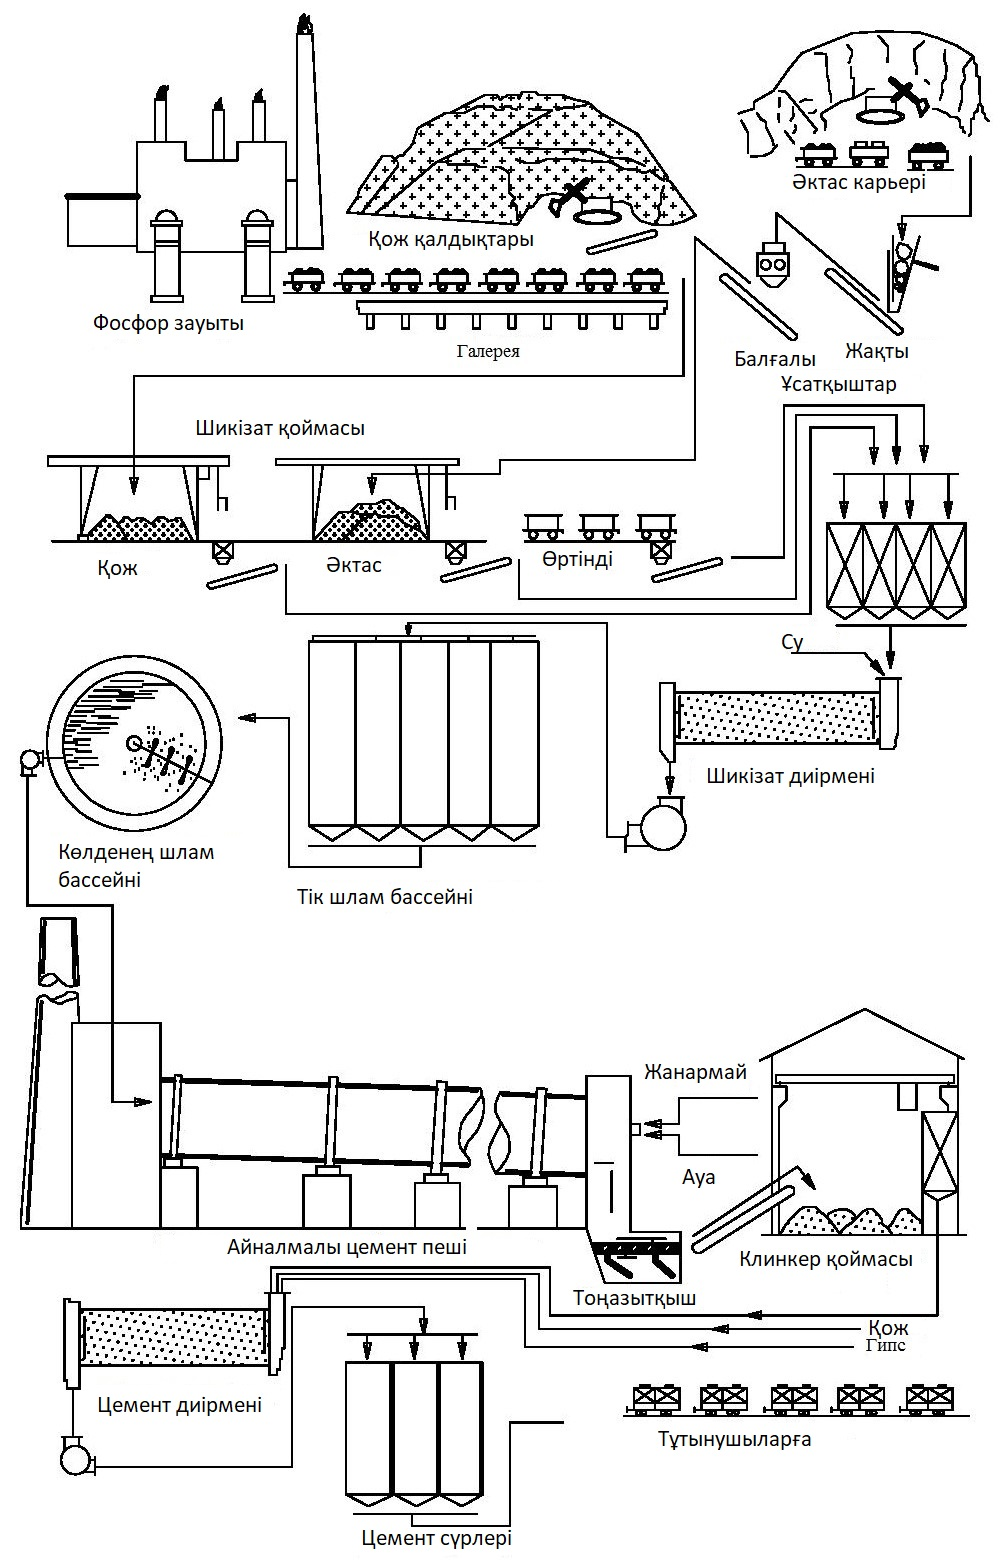 Әктас карьері
Қож қалдықтары
Фосфор зауыты
Галерея
Балғалы
Жақты
Ұсатқыштар
Шикізат қоймасы
Қож
Әктас
Өртінді
Су
Шикізат диірмені
Көлденең шлам
бассейні
Тік шлам бассейні
Жанармай
Ауа
Айналмалы цемент пеші
Клинкер қоймасы
Тоңазытқыш
Қож
Гипс
Цемент диірмені
Тұтынушыларға
Цемент сүрлері